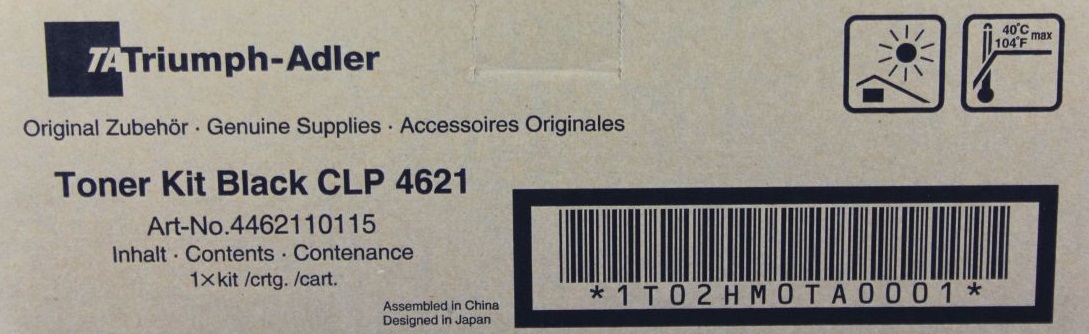 TA Triumph-Adler
40°C
104°F max
Original Zubehör · Genuine Supplies · Accessoires Originales
Toner Kit Black CLP 4621
Art-No.4462110115
Inhalt · Contents · Contenance
1×kit /crtg. /cart.
Assembled in China
Designed in Japan
*1T02HM0TA0001*